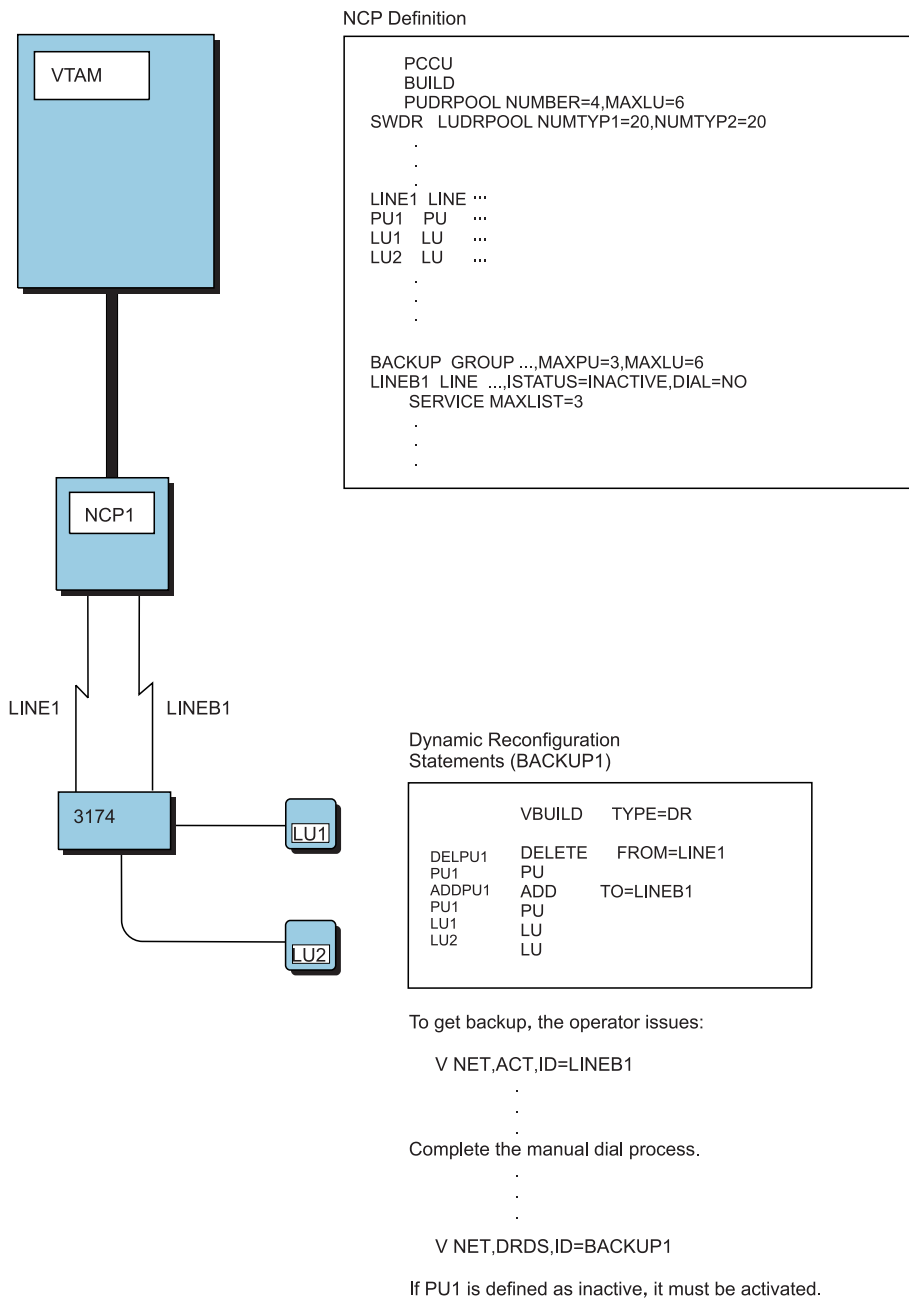 NCP Definition
VTAM
PCCU
BUILD
PUDRPOOL NUMBER=4,MAXLU=6
SWDR LUDRPOOL NUMTYP1=20,NUMTYP2=20
.
.
.
LINE1 LINE ...
PU1 PU ...
LU1 LU ...
LU2 LU ...
.
.
.
BACKUP GROUP ...,MAXPU=3,MAXLU=6
LINEB1 LINE ...,ISTATUS=INACTIVE,DIAL=NO
SERVICE MAXLIST=3
.
.
.
NCP1
LINE1
LINEB1
3174
LU1
LU2
Dynamic Reconfiguration
Statements (BACKUP1)
VBUILD TYPE=DR
DELPU1 DELETE FROM=LINE1
PU1 PU
ADDPU1 ADD TO=LINEB1
PU1 PU
LU1 LU
LU2 LU
To get backup, the operator issues:
V NET,ACT,ID=LINEB1
.
.
.
Complete the manual dial process.
.
.
.
V NET,DRDS,ID=BACKUP1
If PU1 is defined as inactive, it must be activated.